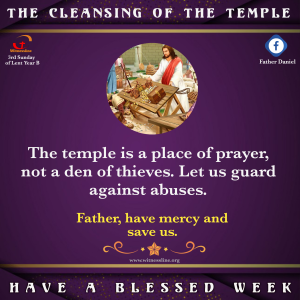 THE CLEANSING OF THE TEMPLE
Witnessline
3rd Sunday
of Lent Year B
Father Daniel
The temple is a place of prayer,
not a den of thieves. Let us guard
against abuses.
Father, have mercy and
save us.
www.witnessline.org
HAVE A BLESSED WEEK